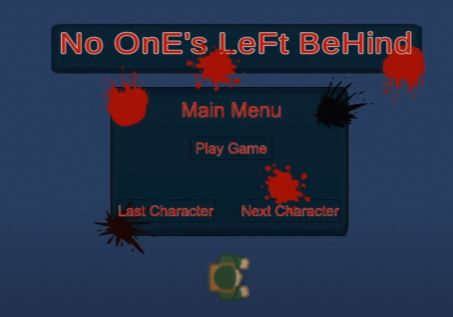 No OnE's LeFt BeHind
Main Menu
Play Game
Last Character Next Character